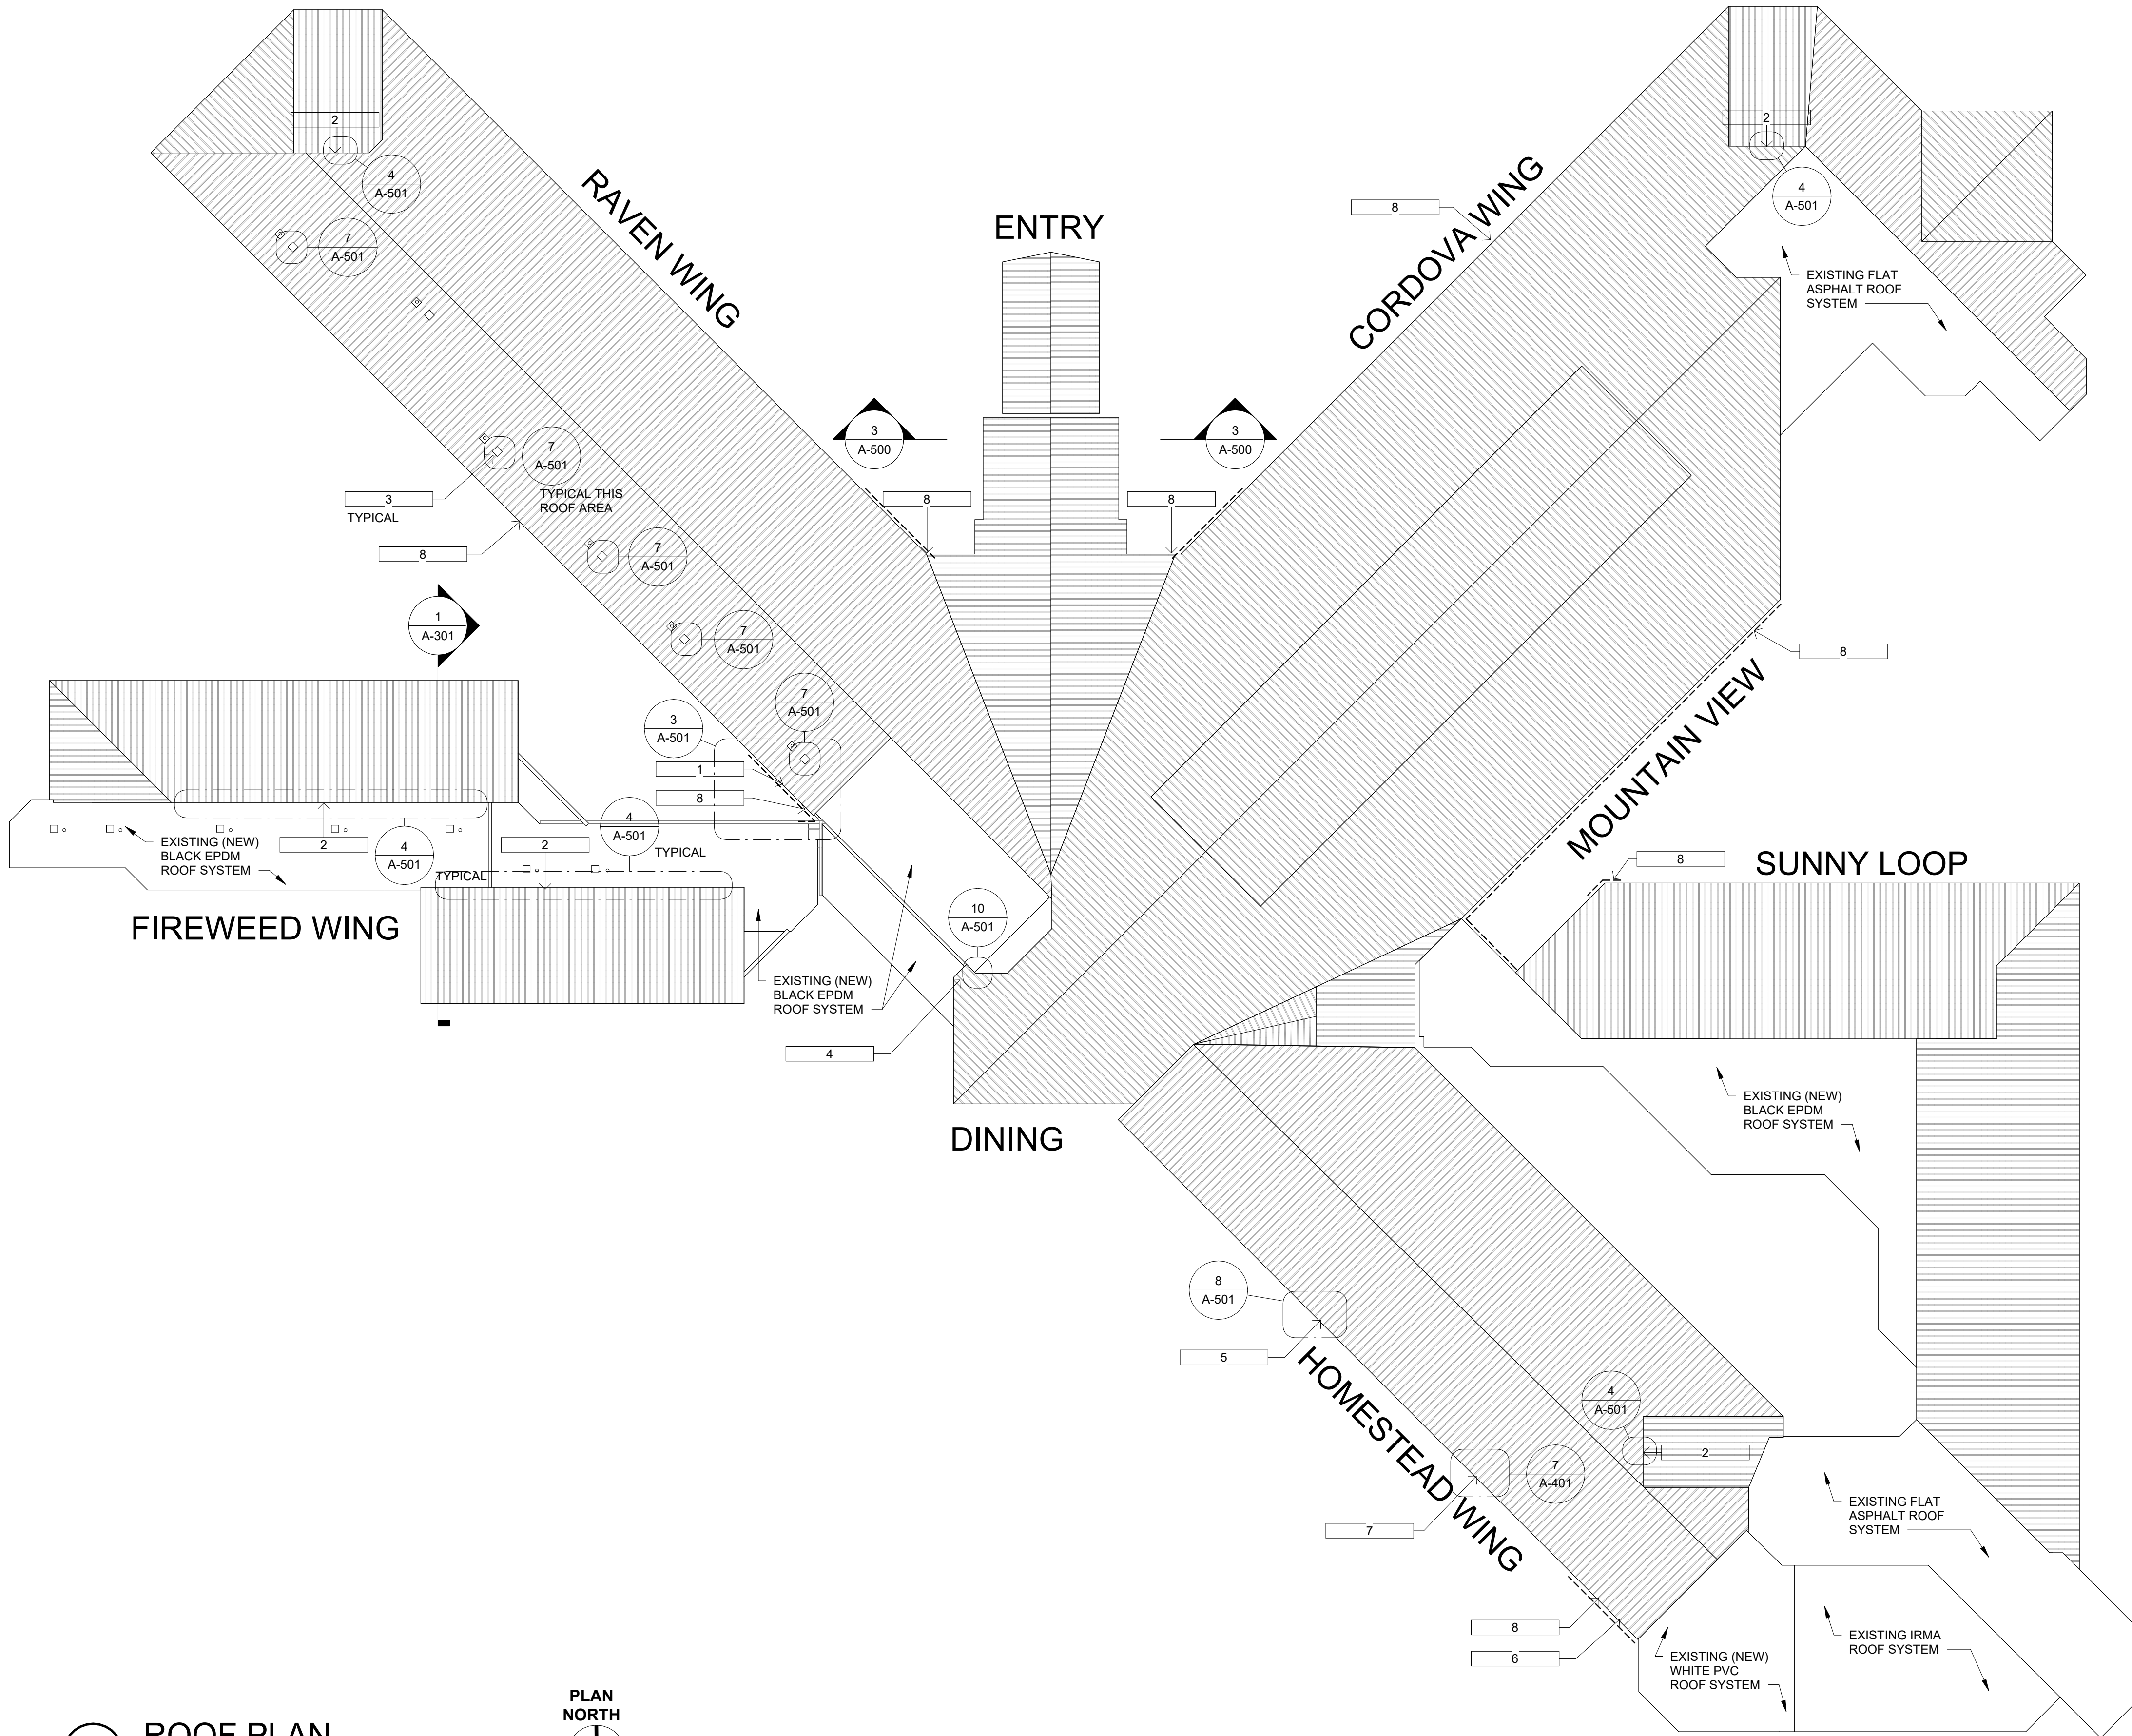 2
4
A-501
7
A-501
RAVEN WING
ENTRY
CORDOVA WING
8
2
4
A-501
EXISTING FLAT
ASPHALT ROOF
SYSTEM
3
A-500
3
A-500
7
A-501
TYPICAL THIS
ROOF AREA
3
TYPICAL
8
8
8
7
A-501
1
A-301
7
A-501
8
MOUNTAIN VIEW
7
A-501
3
A-501
1
8
4
A-501
TYPICAL
EXISTING (NEW)
BLACK EPDM
ROOF SYSTEM
2
4
A-501
2
TYPICAL
FIREWEED WING
8
SUNNY LOOP
10
A-501
EXISTING (NEW)
BLACK EPDM
ROOF SYSTEM
4
DINING
EXISTING (NEW)
BLACK EPDM
ROOF SYSTEM
8
A-501
5
HOMESTEAD WING
4
A-501
2
7
A-401
7
EXISTING FLAT
ASPHALT ROOF
SYSTEM
8
6
EXISTING (NEW)
WHITE PVC
ROOF SYSTEM
EXISTING IRMA
ROOF SYSTEM
ROOF PLAN
PLAN
NORTH